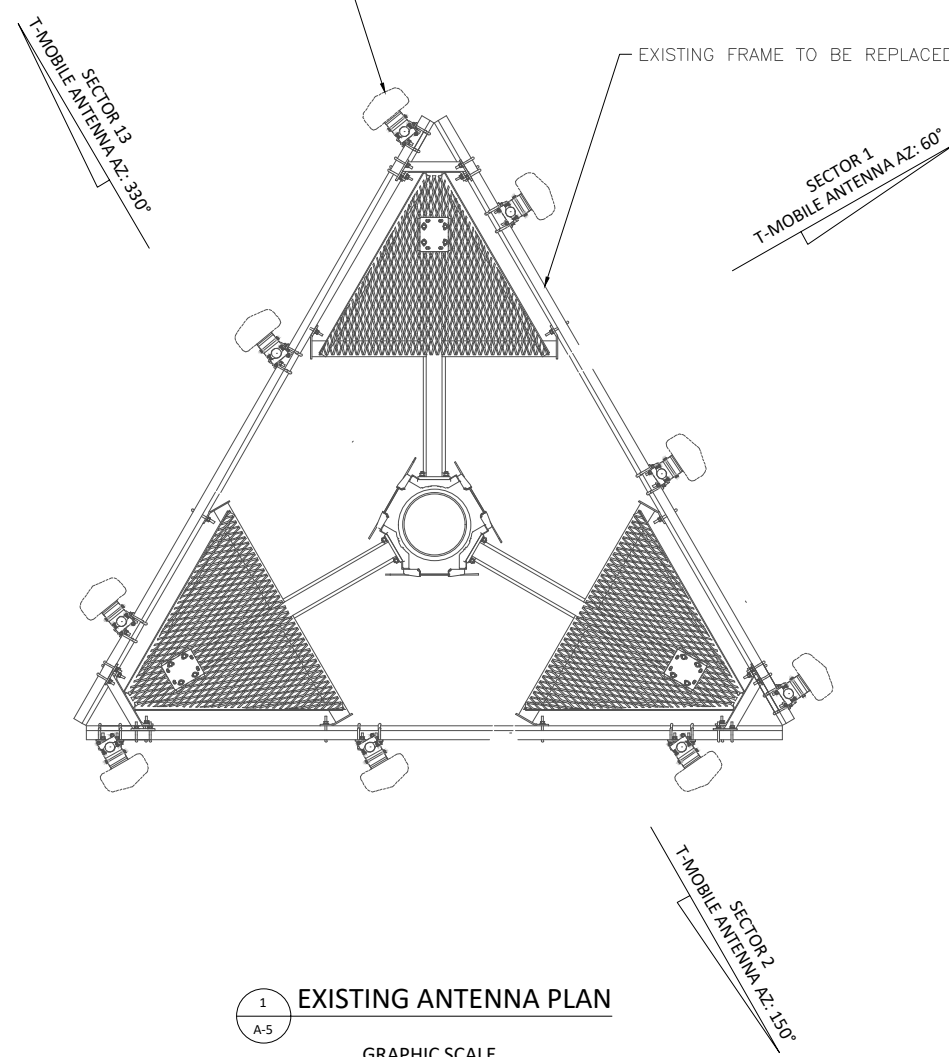 EXISTING FRAME TO BE REPLACED
SECTOR 13
T-MOBILE ANTENNA AZ: 330°
SECTOR 1
T-MOBILE ANTENNA AZ: 60°
SECTOR 2
T-MOBILE ANTENNA AZ: 150°
1
A-5
EXISTING ANTENNA PLAN
GRAPHIC SCALE